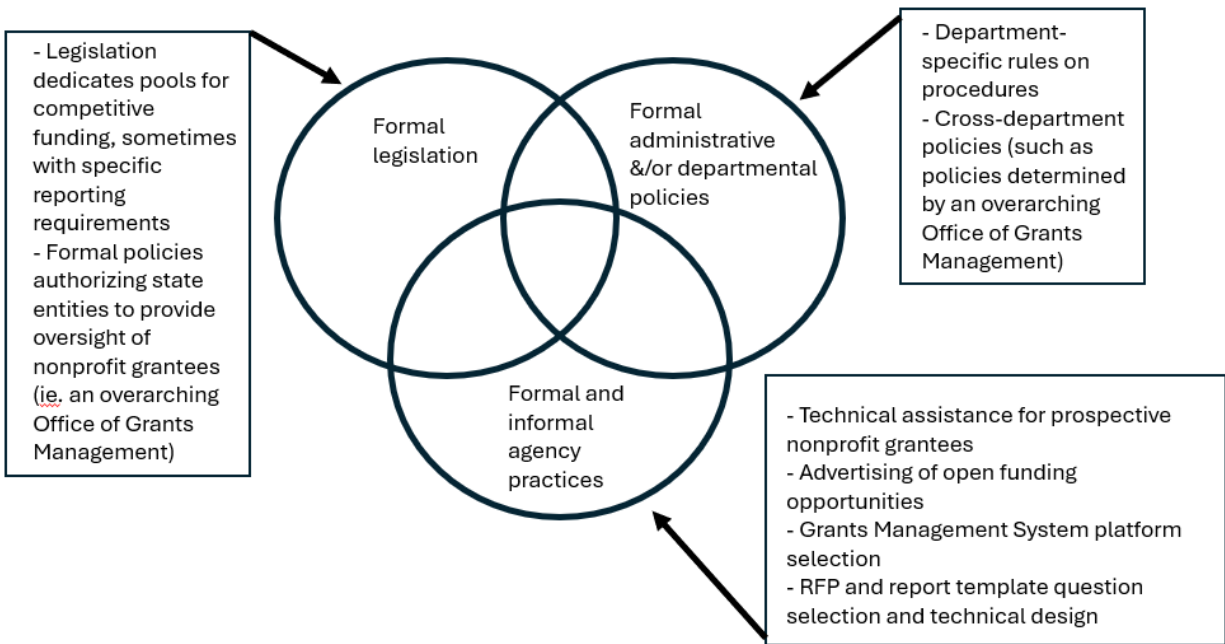 - Legislation
dedicates pools for
competitive
funding, sometimes
with specific
reporting
requirements
- Formal policies
authorizing state
entities to provide
oversight of
nonprofit grantees
(ie. an overarching
Office of Grants
Management)
Formal
legislation
Formal
administrative
&/or departmental
policies
- Department-
specific rules on
procedures
- Cross-department
policies (such as
policies determined
by an overarching
Office of Grants
Management)
Formal and
informal
agency
practices
- Technical assistance for prospective
nonprofit grantees
- Advertising of open funding
opportunities
- Grants Management System platform
selection
- RFP and report template question
selection and technical design